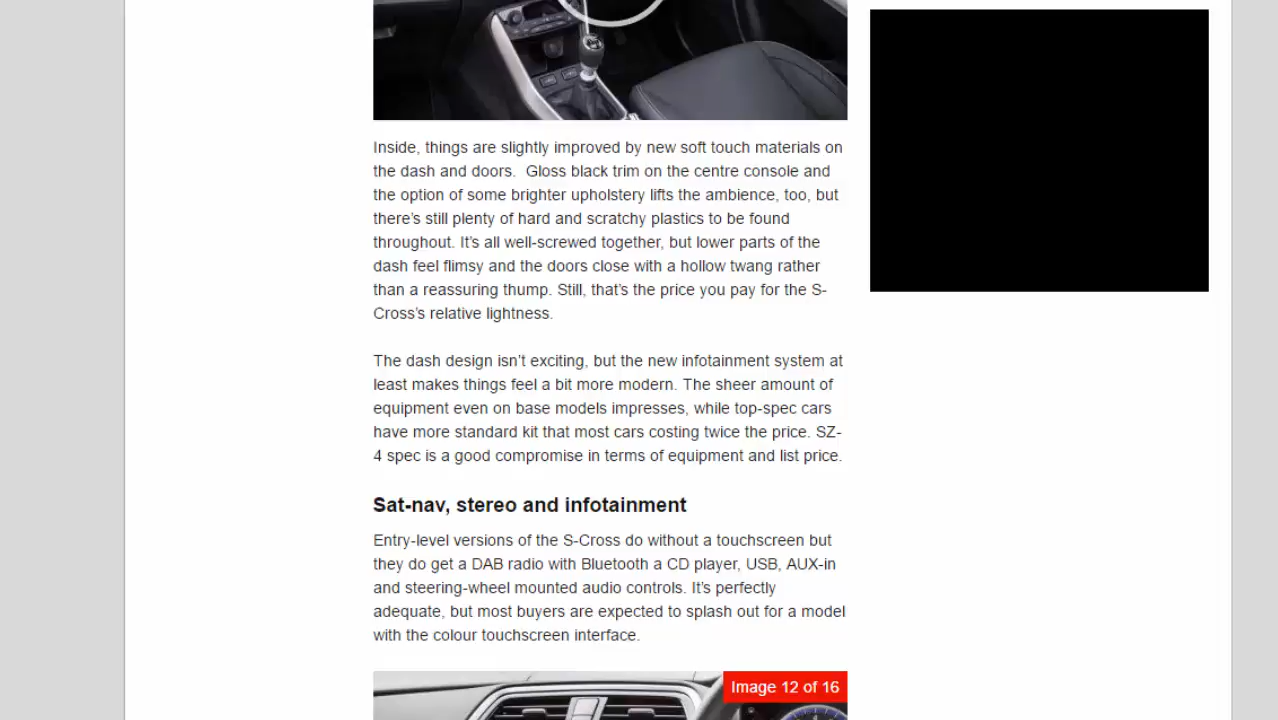 Inside, things are slightly improved by new soft touch materials on
the dash and doors.  Gloss black trim on the centre console and
the option of some brighter upholstery lifts the ambience, too, but
there’s still plenty of hard and scratchy plastics to be found
throughout. It’s all well-screwed together, but lower parts of the
dash feel flimsy and the doors close with a hollow twang rather
than a reassuring thump. Still, that’s the price you pay for the S-
Cross’s relative lightness.
The dash design isn’t exciting, but the new infotainment system at
least makes things feel a bit more modern. The sheer amount of
equipment even on base models impresses, while top-spec cars
have more standard kit that most cars costing twice the price. SZ-
4 spec is a good compromise in terms of equipment and list price.
Sat-nav, stereo and infotainment
Entry-level versions of the S-Cross do without a touchscreen but
they do get a DAB radio with Bluetooth a CD player, USB, AUX-in
and steering-wheel mounted audio controls. It’s perfectly
adequate, but most buyers are expected to splash out for a model
with the colour touchscreen interface.
Image 12 of 16